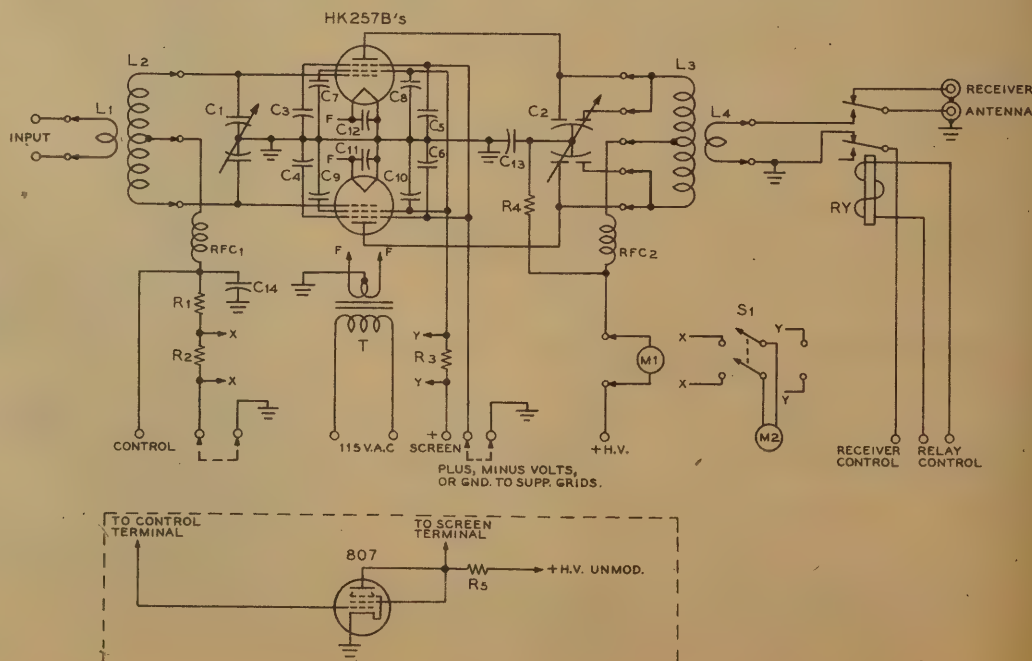 HK257B's
L2
L1
INPUT
C1
C3
C7
C8
F
C12
C5
C11
F
C6
C4
C9
C10
C13
C2
L3
L4
RECEIVER
ANTENNA
R4
RY
RFC1
C14
R1
X
R2
X
F
F
T
Y
R3
Y
RFC2
M1
S1
X
Y
X
Y
M2
CONTROL
115 V. A.C
+
SCREEN
+H.V.
RECEIVER CONTROL
RELAY CONTROL
PLUS, MINUS VOLTS,
OR GND. TO SUPP. GRIDS.
TO CONTROL
TERMINAL
TO SCREEN
TERMINAL
807
R5
+H.V. UNMOD.